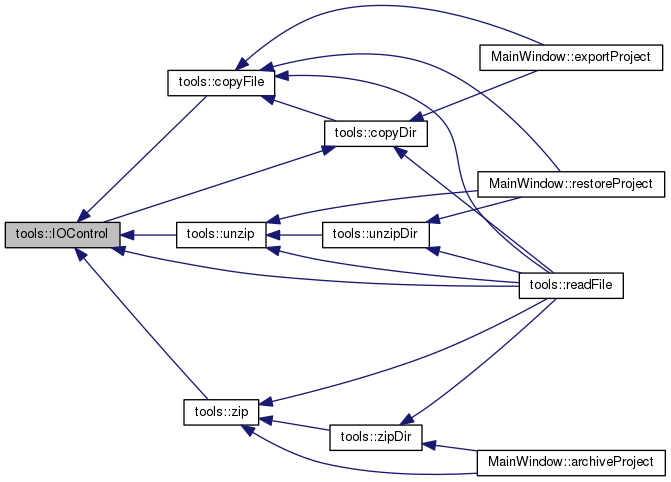 MainWindow::exportProject
tools::copyFile
tools::copyDir
MainWindow::restoreProject
tools::IOControl
tools::unzip
tools::unzipDir
tools::readFile
tools::zip
tools::zipDir
MainWindow::archiveProject